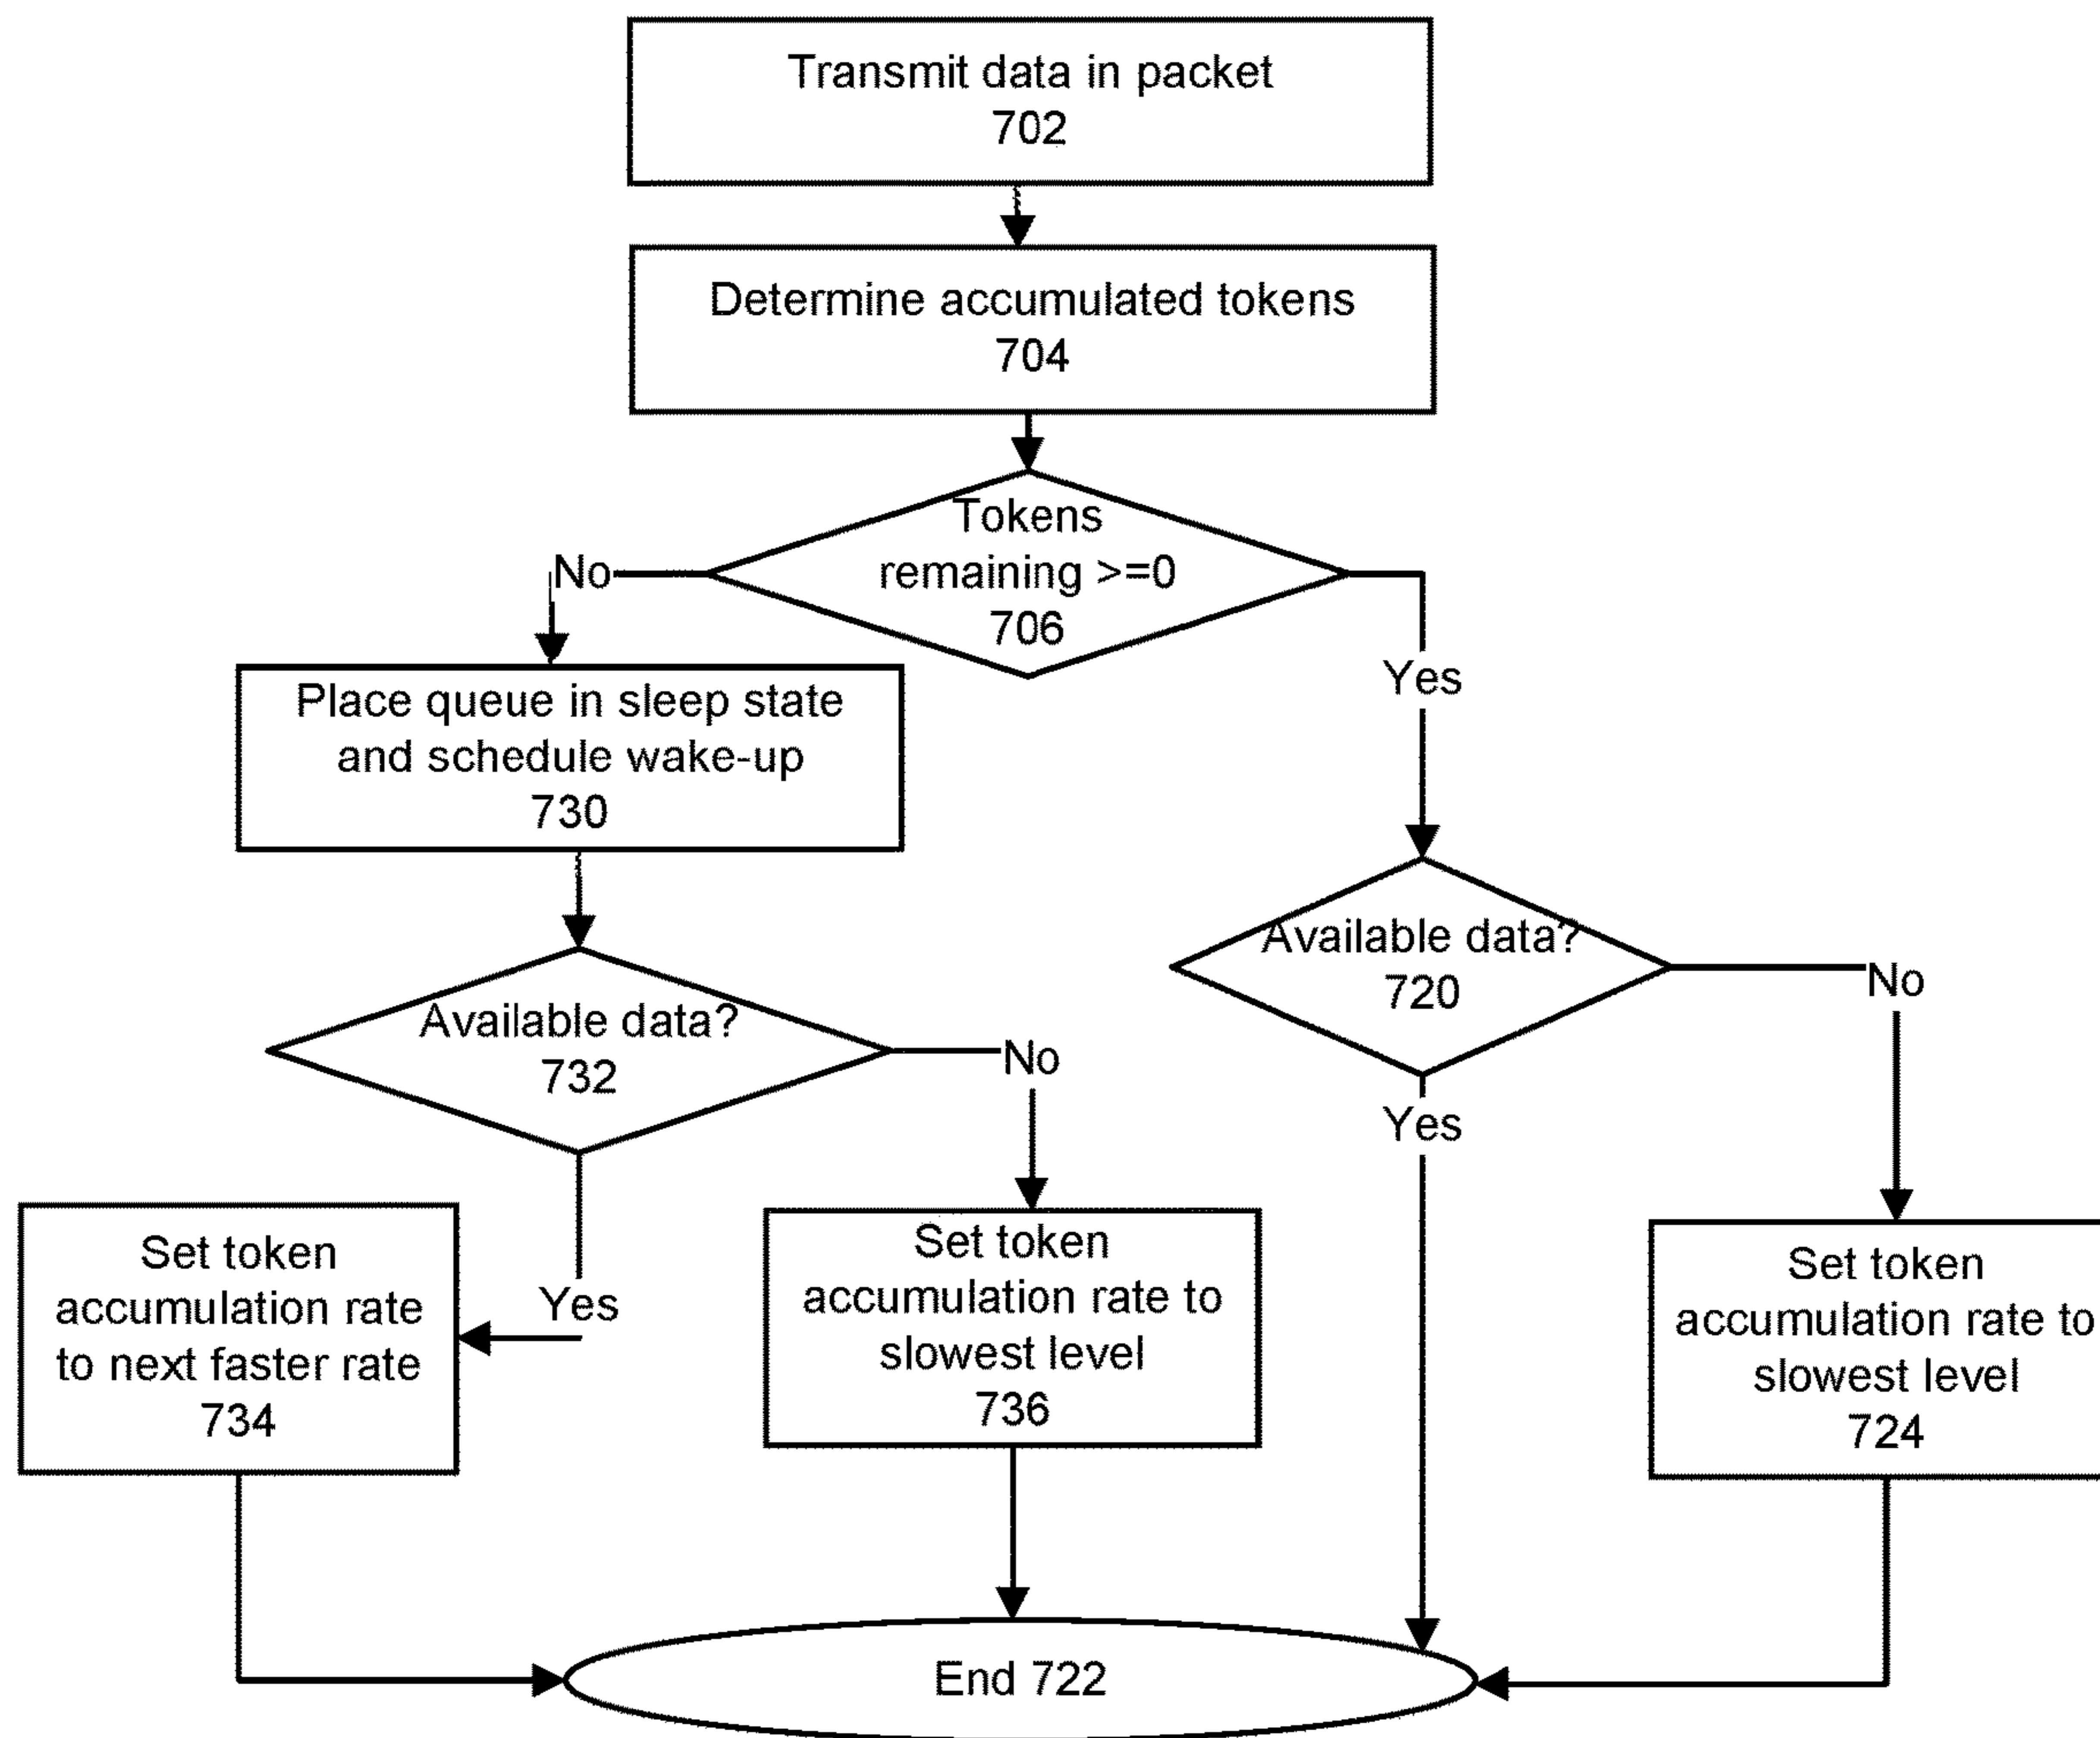 Transmit data in packet
702
Determine accumulated tokens
704
Tokens
remaining >=0
706
No
Yes
Place queue in sleep state
and schedule wake-up
730
Available data?
720
No
Yes
Available data?
732
No
Yes
Set token
accumulation rate
to next faster rate
734
Set token
accumulation rate to
slowest level
736
Set token
accumulation rate to
slowest level
724
End 722